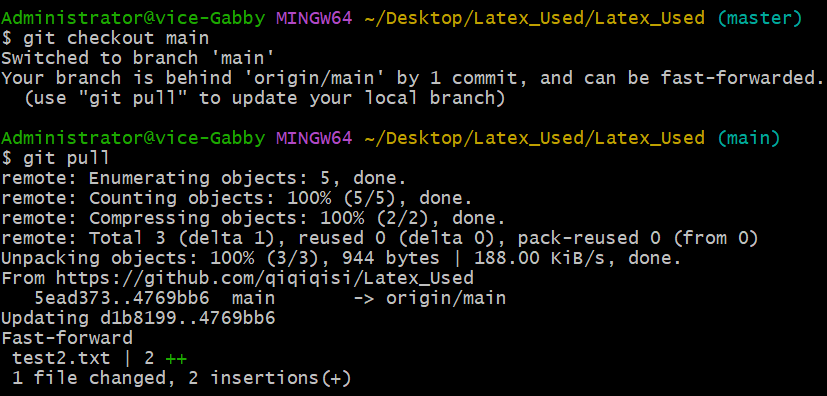 Administrator@vice-Gabby MINGW64 ~/Desktop/Latex_Used/Latex_Used (master)
$ git checkout main
Switched to branch 'main'
Your branch is behind 'origin/main' by 1 commit, and can be fast-forwarded.
  (use "git pull" to update your local branch)

Administrator@vice-Gabby MINGW64 ~/Desktop/Latex_Used/Latex_Used (main)
$ git pull
remote: Enumerating objects: 5, done.
remote: Counting objects: 100% (5/5), done.
remote: Compressing objects: 100% (2/2), done.
remote: Total 3 (delta 1), reused 0 (delta 0), pack-reused 0 (from 0)
Unpacking objects: 100% (3/3), 944 bytes | 188.00 KiB/s, done.
From https://github.com/qiqiqisi/Latex_Used
   5ead373..4769bb6  main       -> origin/main
Updating d1b8199..4769bb6
Fast-forward
 test2.txt | 2 ++
 1 file changed, 2 insertions(+)